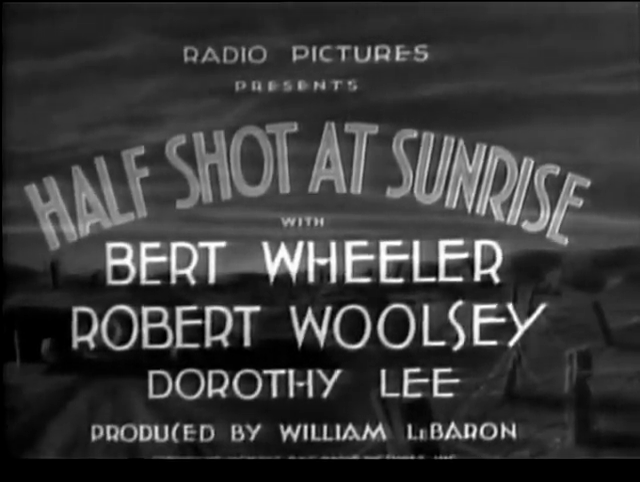 RADIO PICTURES
PRESENTS
HALF SHOT AT SUNRISE
WITH
BERT WHEELER
ROBERT WOOLSEY
DOROTHY LEE
PRODUCED BY WILLIAM LeBARON